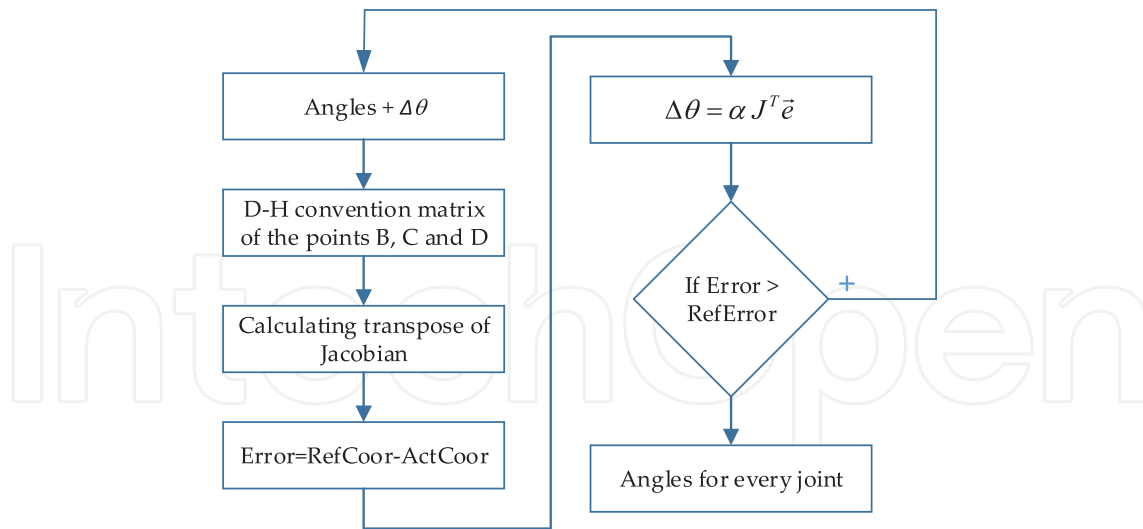 Angles + Δθ
D-H convention matrix
of the points B, C and D
Calculating transpose of
Jacobian
Error=RefCoor-ActCoor
Δθ = α Jᵀ e⃗
If Error >
RefError
+
Angles for every joint
IntechOpen